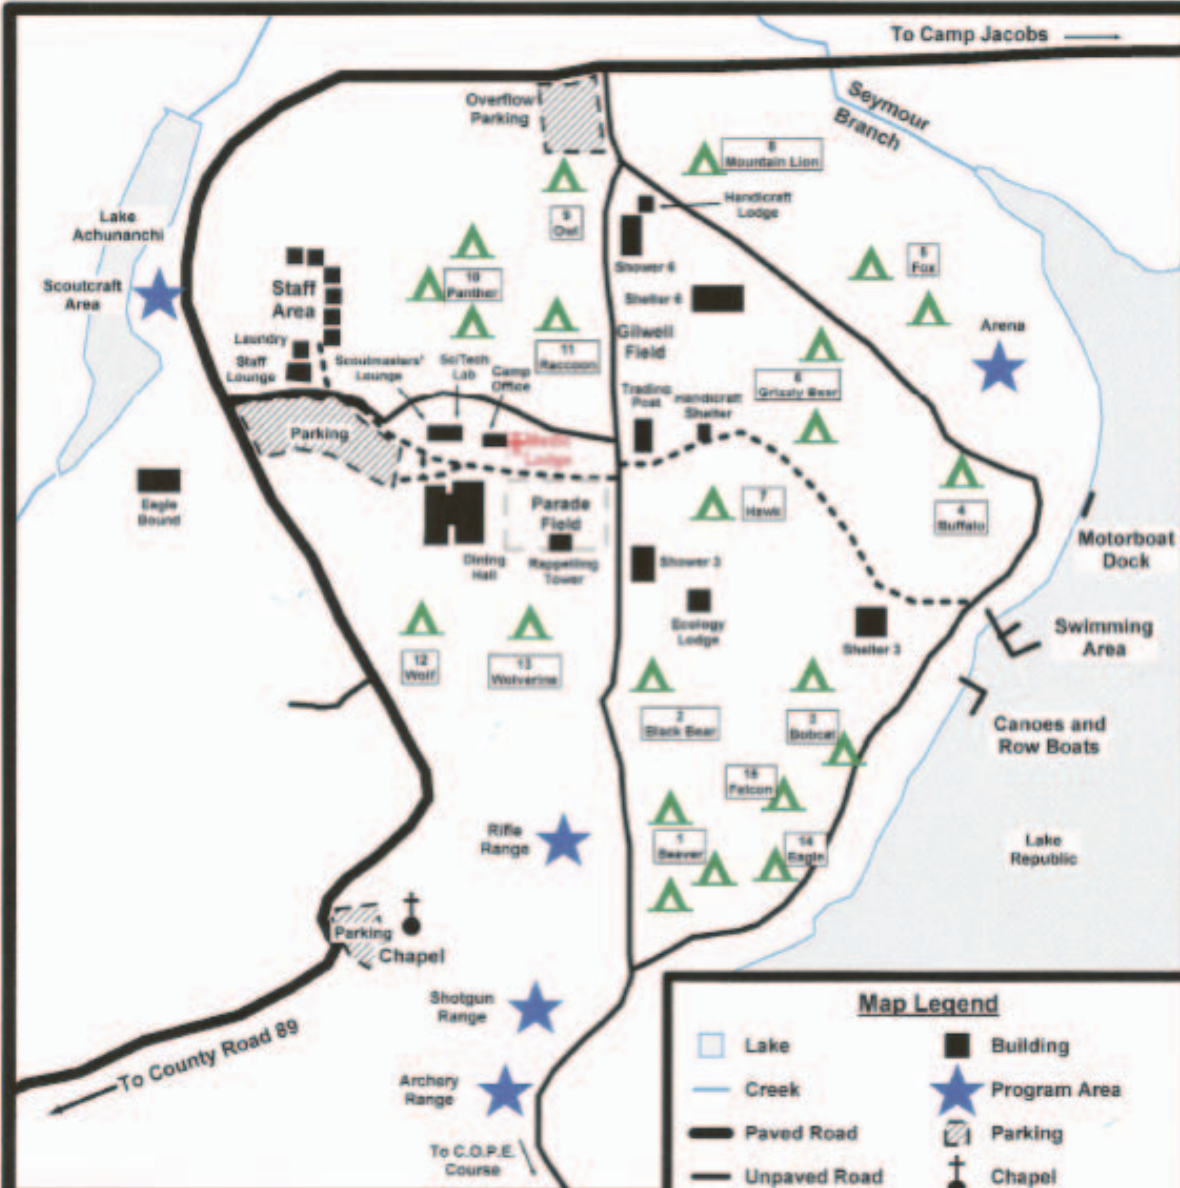 To Camp Jacobs
Seymour
Branch
Overflow
Parking
8
Mountain Lion
Handicraft
Lodge
9
Owl
Lake
Achunanchi
Scoutcraft
Area
10
Panther
Shower 6
5
Fox
Staff
Area
Shelter 6
Arena
Gilwell
Field
Laundry
Staff
Lounge
Scoutmasters'
Lounge
Sci/Tech
Lab
Camp
Office
11
Raccoon
6
Grizzly Bear
Trading
Post
Handicraft
Shelter
Parking
Medic
Lodge
Eagle
Bound
Parade
Field
7
Hawk
4
Buffalo
Motorboat
Dock
Dining
Hall
Rappelling
Tower
Shower 3
Ecology
Lodge
Shelter 3
Swimming
Area
12
Wolf
13
Wolverine
2
Black Bear
3
Bobcat
Canoes and
Row Boats
15
Falcon
Rifle
Range
1
Beaver
14
Eagle
Lake
Republic
Parking
Chapel
Shotgun
Range
To County Road 89
Archery
Range
To C.O.P.E.
Course
Map Legend
Lake
Building
Creek
Program Area
Paved Road
Parking
Unpaved Road
Chapel